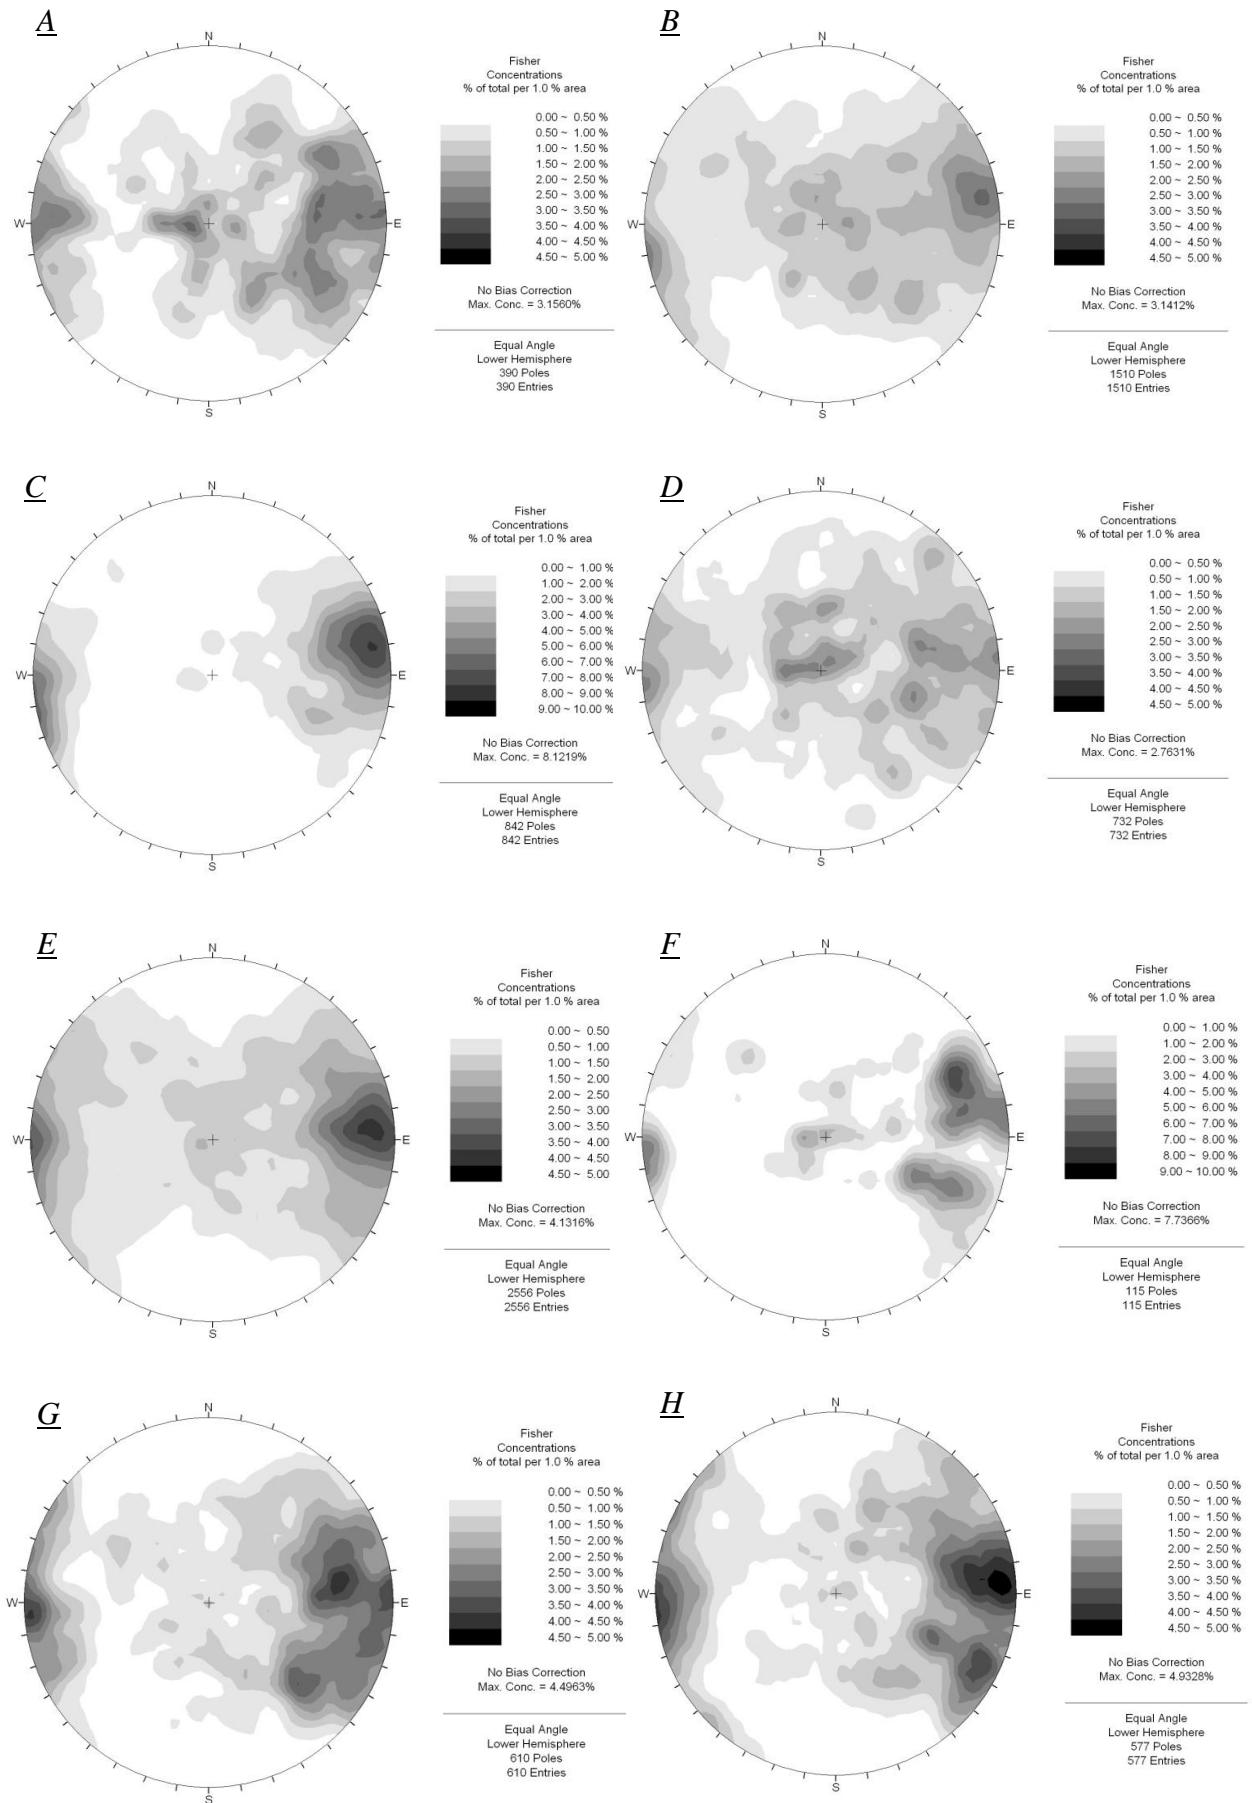 A
N
W
E
S
Fisher
Concentrations
% of total per 1.0 % area
0.00 ~ 0.50 %
0.50 ~ 1.00 %
1.00 ~ 1.50 %
1.50 ~ 2.00 %
2.00 ~ 2.50 %
2.50 ~ 3.00 %
3.00 ~ 3.50 %
3.50 ~ 4.00 %
4.00 ~ 4.50 %
4.50 ~ 5.00 %
No Bias Correction
Max. Conc. = 3.1560%
Equal Angle
Lower Hemisphere
390 Poles
390 Entries
B
N
W
E
S
Fisher
Concentrations
% of total per 1.0 % area
0.00 ~ 0.50 %
0.50 ~ 1.00 %
1.00 ~ 1.50 %
1.50 ~ 2.00 %
2.00 ~ 2.50 %
2.50 ~ 3.00 %
3.00 ~ 3.50 %
3.50 ~ 4.00 %
4.00 ~ 4.50 %
4.50 ~ 5.00 %
No Bias Correction
Max. Conc. = 3.1412%
Equal Angle
Lower Hemisphere
1510 Poles
1510 Entries
C
N
W
E
S
Fisher
Concentrations
% of total per 1.0 % area
0.00 ~ 1.00 %
1.00 ~ 2.00 %
2.00 ~ 3.00 %
3.00 ~ 4.00 %
4.00 ~ 5.00 %
5.00 ~ 6.00 %
6.00 ~ 7.00 %
7.00 ~ 8.00 %
8.00 ~ 9.00 %
9.00 ~ 10.00 %
No Bias Correction
Max. Conc. = 8.1219%
Equal Angle
Lower Hemisphere
842 Poles
842 Entries
D
N
W
E
S
Fisher
Concentrations
% of total per 1.0 % area
0.00 ~ 0.50 %
0.50 ~ 1.00 %
1.00 ~ 1.50 %
1.50 ~ 2.00 %
2.00 ~ 2.50 %
2.50 ~ 3.00 %
3.00 ~ 3.50 %
3.50 ~ 4.00 %
4.00 ~ 4.50 %
4.50 ~ 5.00 %
No Bias Correction
Max. Conc. = 2.7631%
Equal Angle
Lower Hemisphere
732 Poles
732 Entries
E
N
W
E
S
Fisher
Concentrations
% of total per 1.0 % area
0.00 ~ 0.50
0.50 ~ 1.00
1.00 ~ 1.50
1.50 ~ 2.00
2.00 ~ 2.50
2.50 ~ 3.00
3.00 ~ 3.50
3.50 ~ 4.00
4.00 ~ 4.50
4.50 ~ 5.00
No Bias Correction
Max. Conc. = 4.1316%
Equal Angle
Lower Hemisphere
2556 Poles
2556 Entries
F
N
W
E
S
Fisher
Concentrations
% of total per 1.0 % area
0.00 ~ 1.00 %
1.00 ~ 2.00 %
2.00 ~ 3.00 %
3.00 ~ 4.00 %
4.00 ~ 5.00 %
5.00 ~ 6.00 %
6.00 ~ 7.00 %
7.00 ~ 8.00 %
8.00 ~ 9.00 %
9.00 ~ 10.00 %
No Bias Correction
Max. Conc. = 7.7366%
Equal Angle
Lower Hemisphere
115 Poles
115 Entries
G
N
W
E
S
Fisher
Concentrations
% of total per 1.0 % area
0.00 ~ 0.50 %
0.50 ~ 1.00 %
1.00 ~ 1.50 %
1.50 ~ 2.00 %
2.00 ~ 2.50 %
2.50 ~ 3.00 %
3.00 ~ 3.50 %
3.50 ~ 4.00 %
4.00 ~ 4.50 %
4.50 ~ 5.00 %
No Bias Correction
Max. Conc. = 4.4963%
Equal Angle
Lower Hemisphere
610 Poles
610 Entries
H
N
W
E
S
Fisher
Concentrations
% of total per 1.0 % area
0.00 ~ 0.50 %
0.50 ~ 1.00 %
1.00 ~ 1.50 %
1.50 ~ 2.00 %
2.00 ~ 2.50 %
2.50 ~ 3.00 %
3.00 ~ 3.50 %
3.50 ~ 4.00 %
4.00 ~ 4.50 %
4.50 ~ 5.00 %
No Bias Correction
Max. Conc. = 4.9328%
Equal Angle
Lower Hemisphere
577 Poles
577 Entries